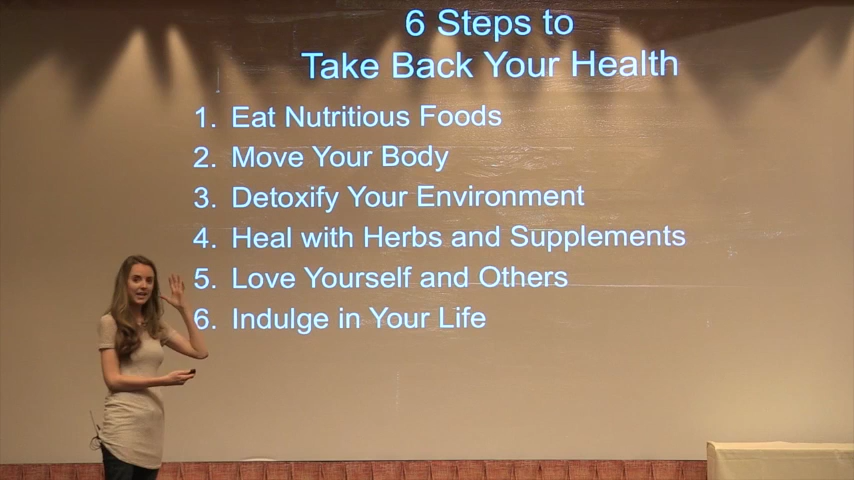 6 Steps to
Take Back Your Health
1. Eat Nutritious Foods
2. Move Your Body
3. Detoxify Your Environment
4. Heal with Herbs and Supplements
5. Love Yourself and Others
6. Indulge in Your Life